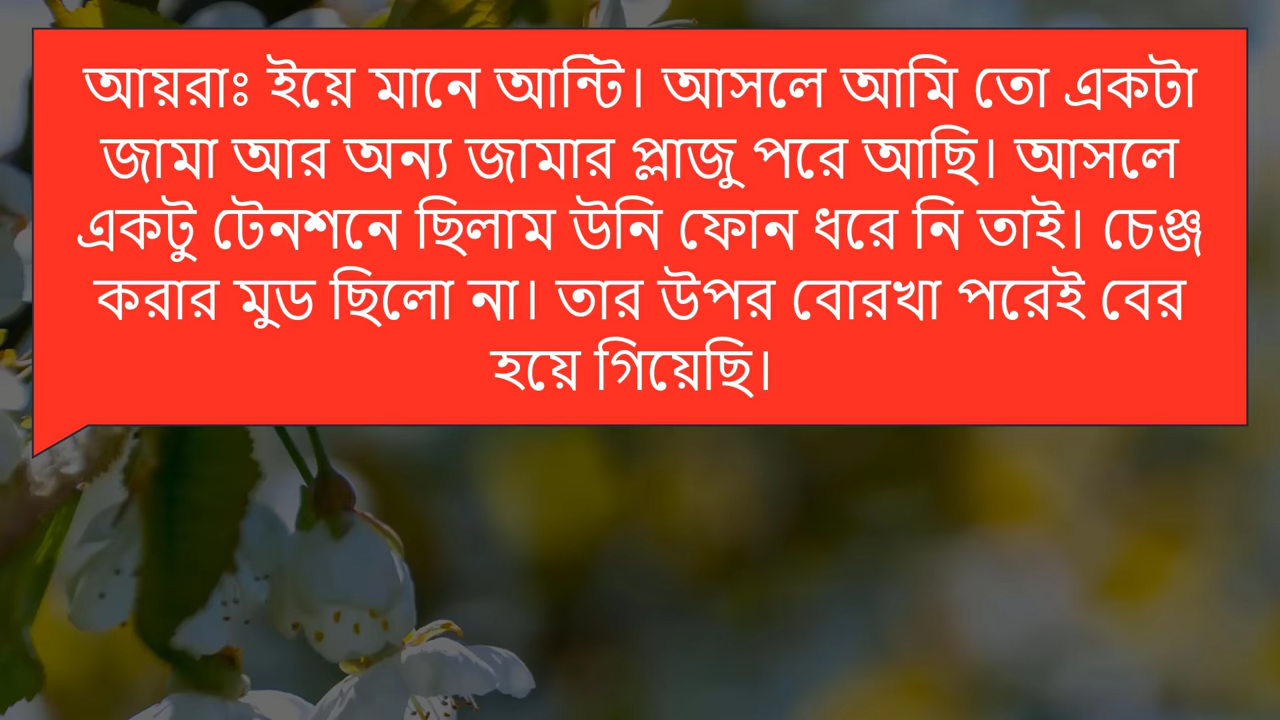 আয়রাঃ ইয়ে মানে আন্টি। আসলে আমি তো একটা
জামা আর অন্য জামার প্লাজু পরে আছি। আসলে
একটু টেনশনে ছিলাম উনি ফোন ধরে নি তাই। চেঞ্জ
করার মুড ছিলো না। তার উপর বোরখা পরেই বের
হয়ে গিয়েছি।